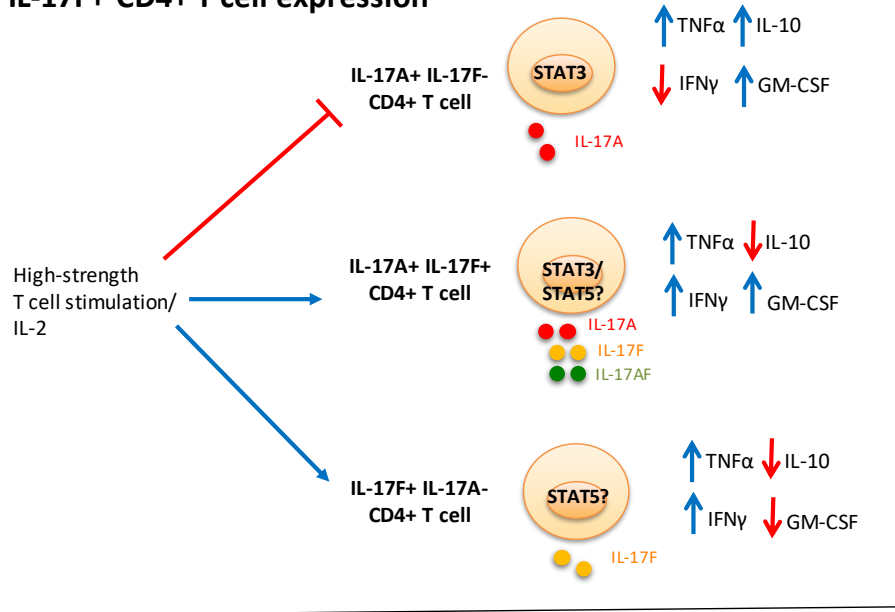 IL-17F+ CD4+ T cell expression
IL-17A+ IL-17F-
CD4+ T cell
STAT3
IL-17A
TNFα
IL-10
IFNγ
GM-CSF
High-strength
T cell stimulation/
IL-2
IL-17A+ IL-17F+
CD4+ T cell
STAT3/
STAT5?
IL-17A
IL-17F
IL-17AF
TNFα
IL-10
IFNγ
GM-CSF
IL-17F+ IL-17A-
CD4+ T cell
STAT5?
IL-17F
TNFα
IL-10
IFNγ
GM-CSF